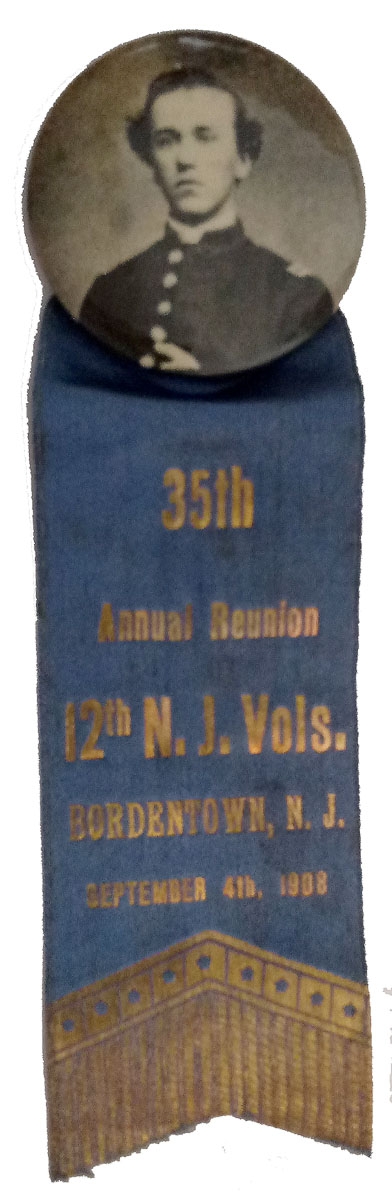 35th
Annual Reunion
12th N. J. Vols.
BORDENTOWN, N. J.
SEPTEMBER 4th, 1908